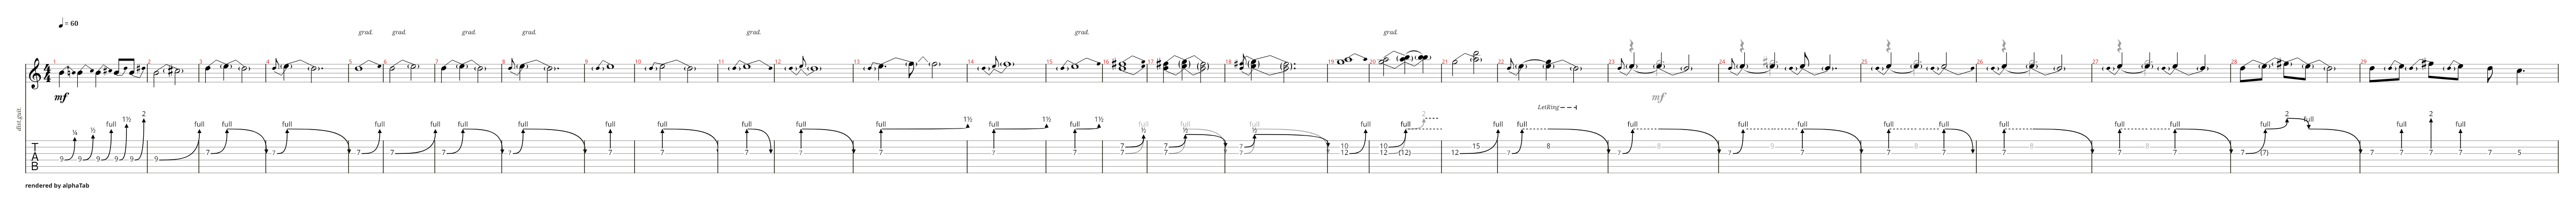 = 60
grad. grad. grad. grad. grad. grad. grad.
4 4 1 2 3 4 5 6 7 8 9 10 11 12 13 14 15 16 17 18 19 20 21 22 23 24 25 26 27 28 29
mf mf
LetRing
dist.guit.
¼ ½ ½ full 1½ 2 full full full full full full full full full full full full full 1½ full 1½ full 1½ full ½ full ½ full ½ full full 2 full full full full full full full full full full full full 2 full full 2 full
TAB
9 9 9 9 9 9 7 7 7 7 7 7 7 7 7 7 7 7 7 7 7 7 7 7 10 12 10 12 (12) 12 15 7 8 7 8 7 9 7 7 8 7 7 8 7 8 7 7 (7) 7 7 7 7 7 5
rendered by alphaTab